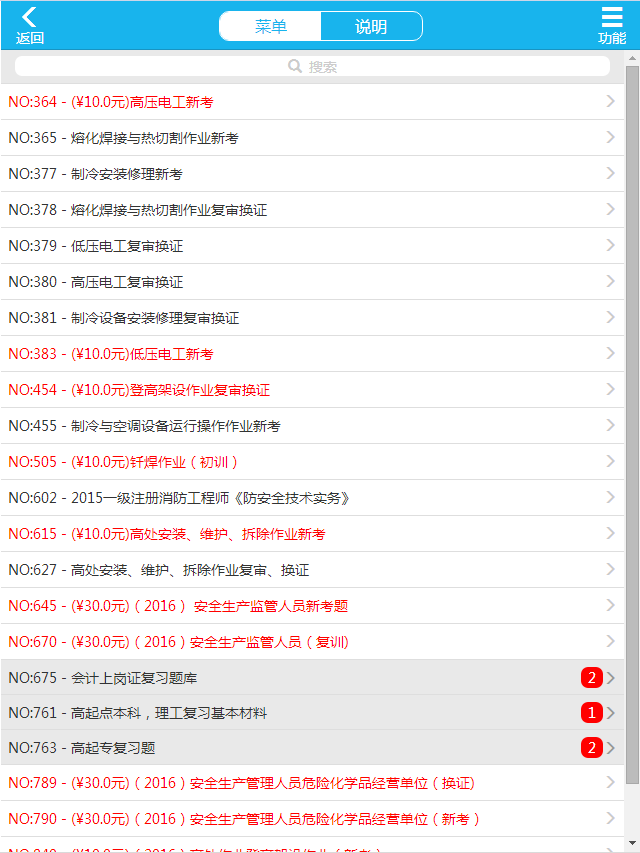 返回
菜单
说明
功能
搜索
NO:364 - (¥10.0元)高压电工新考
NO:365 - 熔化焊接与热切割作业新考
NO:377 - 制冷安装修理新考
NO:378 - 熔化焊接与热切割作业复审换证
NO:379 - 低压电工复审换证
NO:380 - 高压电工复审换证
NO:381 - 制冷设备安装修理复审换证
NO:383 - (¥10.0元)低压电工新考
NO:454 - (¥10.0元)登高架设作业复审换证
NO:455 - 制冷与空调设备运行操作作业新考
NO:505 - (¥10.0元)钎焊作业（初训）
NO:602 - 2015一级注册消防工程师《防安全技术实务》
NO:615 - (¥10.0元)高处安装、维护、拆除作业新考
NO:627 - 高处安装、维护、拆除作业复审、换证
NO:645 - (¥30.0元)（2016） 安全生产监管人员新考题
NO:670 - (¥30.0元)（2016）安全生产监管人员（复训)
NO:675 - 会计上岗证复习题库 2
NO:761 - 高起点本科，理工复习基本材料 1
NO:763 - 高起专复习题 2
NO:789 - (¥30.0元)（2016）安全生产管理人员危险化学品经营单位（换证)
NO:790 - (¥30.0元)（2016）安全生产管理人员危险化学品经营单位（新考）